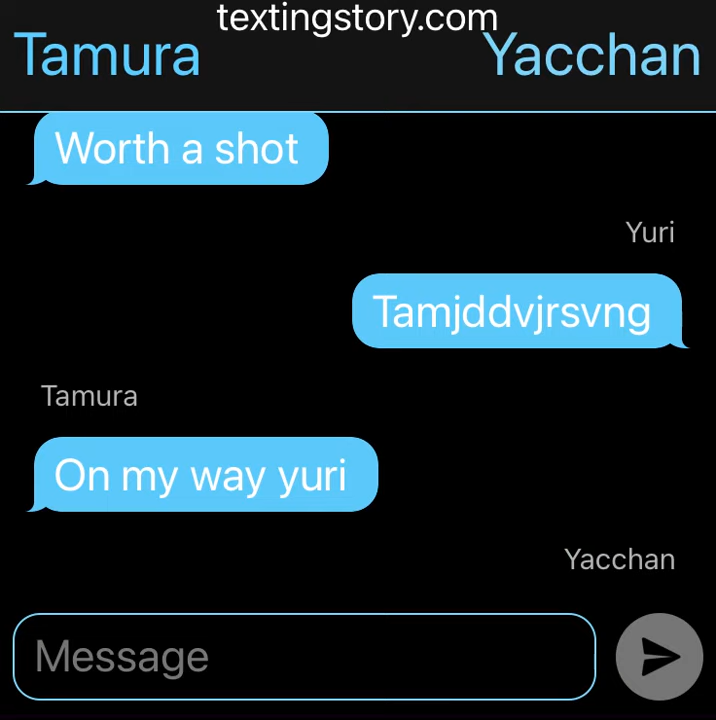 textingstory.com
Tamura Yacchan
Worth a shot
Yuri
Tamjddvjrsvng
Tamura
On my way yuri
Yacchan
Message